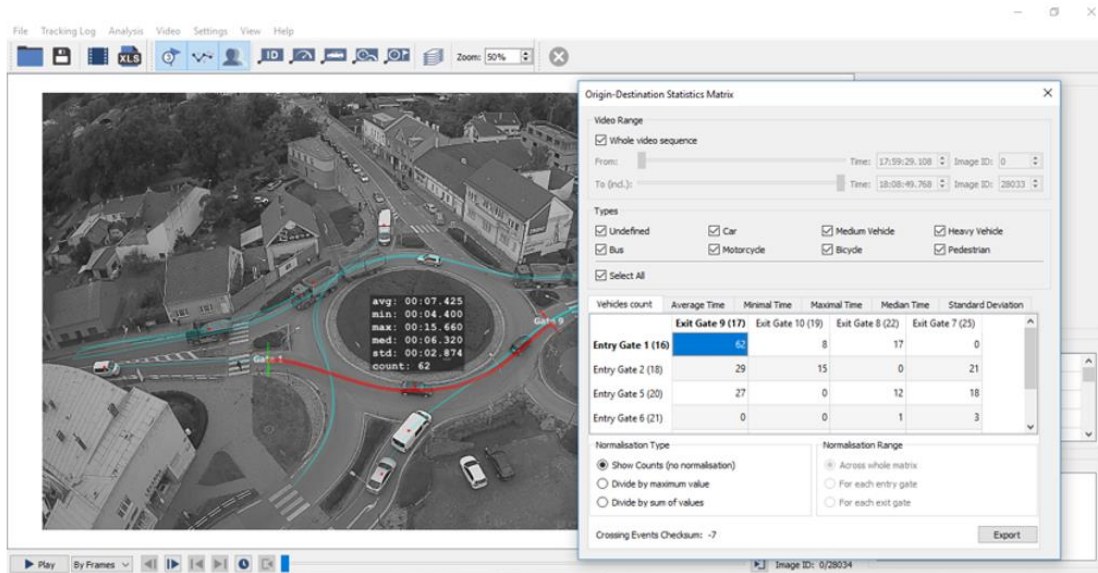 File Tracking Log Analysis Video Settings View Help
XLS ID Zoom: 50%
Origin-Destination Statistics Matrix
Video Range
Whole video sequence
From: Time: 17:59:29.108 Image ID: 0
To (incl.): Time: 18:08:49.768 Image ID: 28033
Types
Undefined Car Medium Vehicle Heavy Vehicle
Bus Motorcycle Bicycle Pedestrian
Select All
Vehicles count Average Time Minimal Time Maximal Time Median Time Standard Deviation
Exit Gate 9 (17) Exit Gate 10 (19) Exit Gate 8 (22) Exit Gate 7 (25)
Entry Gate 1 (16) 62 8 17 0
Entry Gate 2 (18) 29 15 0 21
Entry Gate 5 (20) 27 0 12 18
Entry Gate 6 (21) 0 0 1 3
Normalisation Type
Show Counts (no normalisation)
Divide by maximum value
Divide by sum of values
Normalisation Range
Across whole matrix
For each entry gate
For each exit gate
Crossing Events Checksum: -7
Export
avg: 00:07.425
min: 00:04.400
max: 00:15.660
med: 00:06.320
std: 00:02.874
count: 62
Gate 1
Gate 9
Play By Frames Image ID: 0/28034